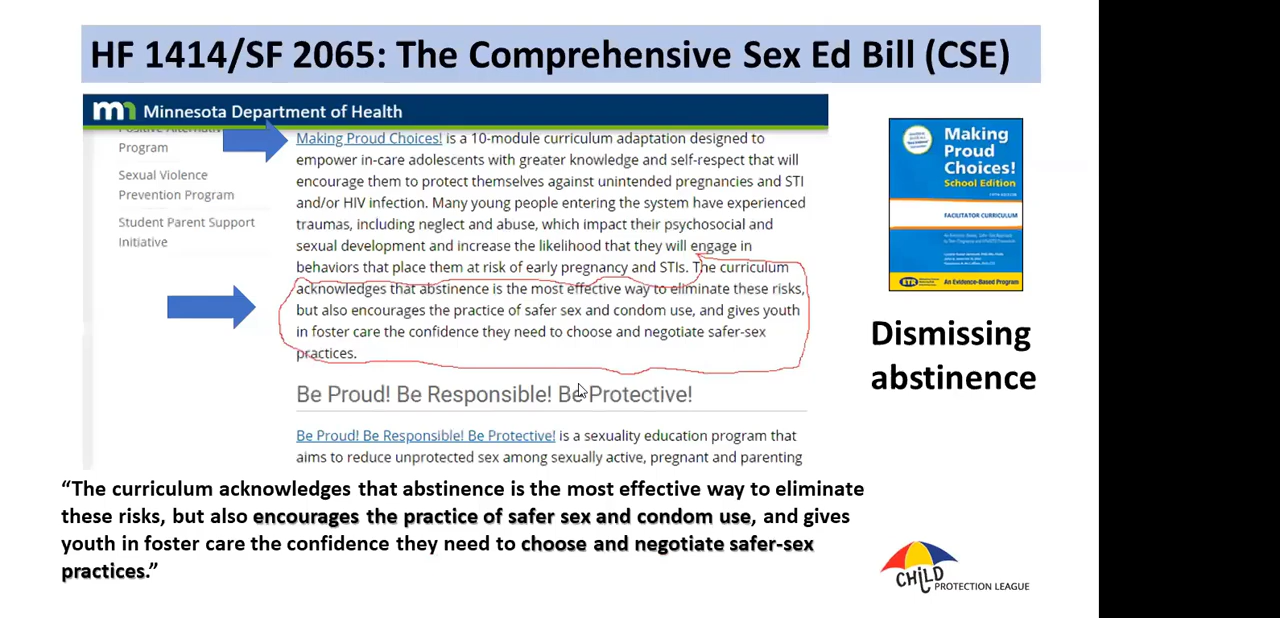 HF 1414/SF 2065: The Comprehensive Sex Ed Bill (CSE)
mn Minnesota Department of Health
Program
Sexual Violence
Prevention Program
Student Parent Support
Initiative
Making Proud Choices! is a 10-module curriculum adaptation designed to
empower in-care adolescents with greater knowledge and self-respect that will
encourage them to protect themselves against unintended pregnancies and STI
and/or HIV infection. Many young people entering the system have experienced
traumas, including neglect and abuse, which impact their psychosocial and
sexual development and increase the likelihood that they will engage in
behaviors that place them at risk of early pregnancy and STIs. The curriculum
acknowledges that abstinence is the most effective way to eliminate these risks,
but also encourages the practice of safer sex and condom use, and gives youth
in foster care the confidence they need to choose and negotiate safer-sex
practices.
Be Proud! Be Responsible! Be Protective!
Be Proud! Be Responsible! Be Protective! is a sexuality education program that
aims to reduce unprotected sex among sexually active, pregnant and parenting
Making
Proud
Choices!
School Edition
FACILITATOR CURRICULUM
etr
An Evidence-Based Program
Dismissing
abstinence
“The curriculum acknowledges that abstinence is the most effective way to eliminate
these risks, but also encourages the practice of safer sex and condom use, and gives
youth in foster care the confidence they need to choose and negotiate safer-sex
practices.”
CHiLD
PROTECTION LEAGUE